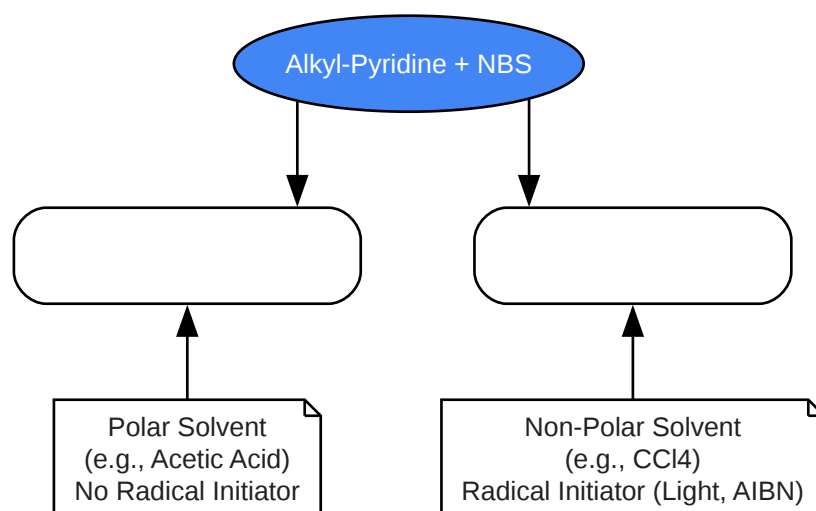 Alkyl-Pyridine + NBS
Polar Solvent
(e.g., Acetic Acid)
No Radical Initiator
Non-Polar Solvent
(e.g., CCl4)
Radical Initiator (Light, AIBN)